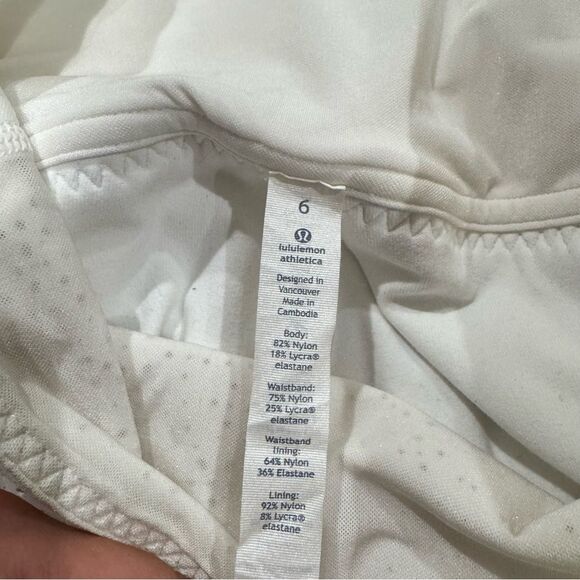 6
lululemon
athletica
Designed in
Vancouver
Made in
Cambodia
Body:
82% Nylon
18% Lycra®
elastane
Waistband:
75% Nylon
25% Lycra®
elastane
Waistband
lining:
64% Nylon
36% Elastane
Lining:
92% Nylon
8% Lycra®
elastane